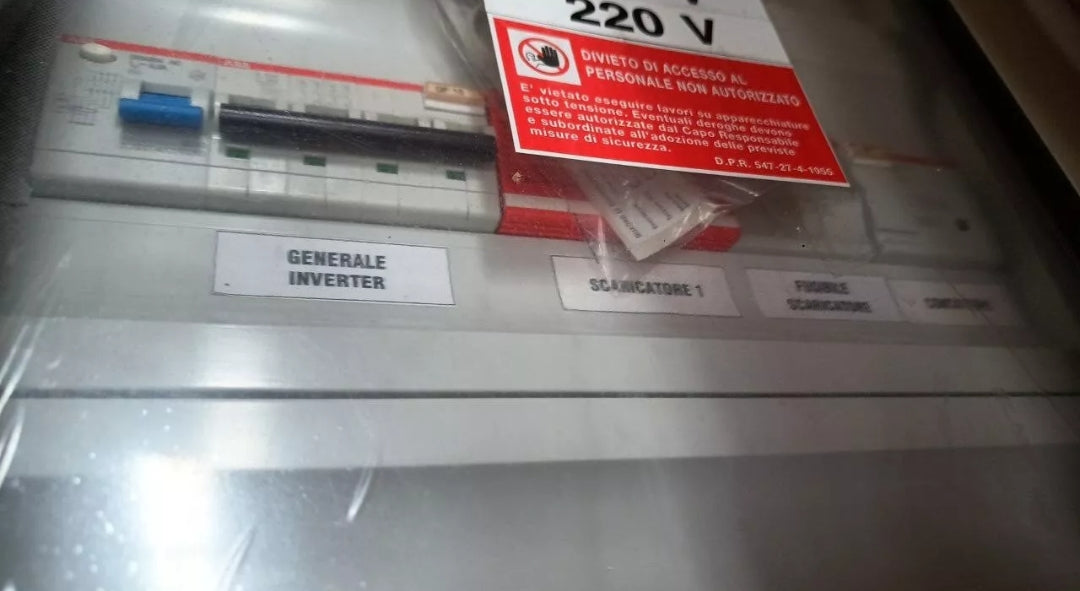 220 V
DIVIETO DI ACCESSO AL
PERSONALE NON AUTORIZZATO
E' vietato eseguire lavori su apparecchiature
sotto tensione. Eventuali deroghe devono
essere autorizzate dal Capo Responsabile
e subordinate all'adozione delle previste
misure di sicurezza.
D.P.R. 547-27-4-1955
ABB
GENERALE
INVERTER
SCARICATORE 1
FUSIBILE
SCARICATORE